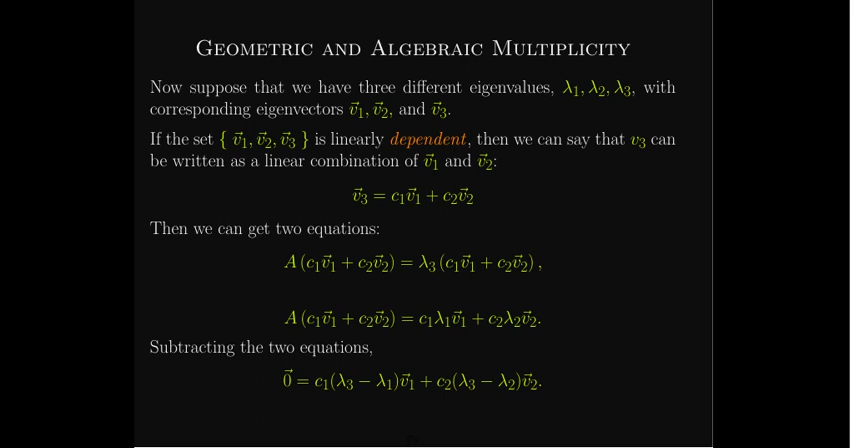 Geometric and Algebraic Multiplicity
Now suppose that we have three different eigenvalues, λ₁, λ₂, λ₃, with
corresponding eigenvectors v⃗₁, v⃗₂, and v⃗₃.
If the set { v⃗₁, v⃗₂, v⃗₃ } is linearly dependent, then we can say that v₃ can
be written as a linear combination of v⃗₁ and v⃗₂:
v⃗₃ = c₁v⃗₁ + c₂v⃗₂
Then we can get two equations:
A (c₁v⃗₁ + c₂v⃗₂) = λ₃ (c₁v⃗₁ + c₂v⃗₂) ,
A (c₁v⃗₁ + c₂v⃗₂) = c₁λ₁v⃗₁ + c₂λ₂v⃗₂.
Subtracting the two equations,
0⃗ = c₁(λ₃ − λ₁)v⃗₁ + c₂(λ₃ − λ₂)v⃗₂.